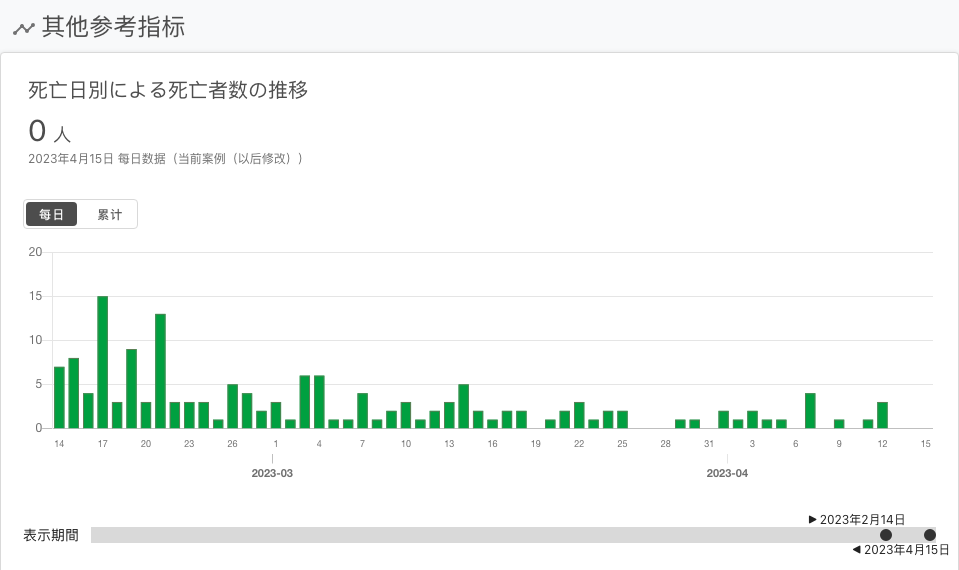 其他参考指标
死亡日別による死亡者数の推移
0 人
2023年4月15日 每日数据（当前案例（以后修改））
每日 累计
20
15
10
5
0
14 17 20 23 26 1 4 7 10 13 16 19 22 25 28 31 3 6 9 12 15
2023-03 2023-04
2023年2月14日
表示期間
2023年4月15日